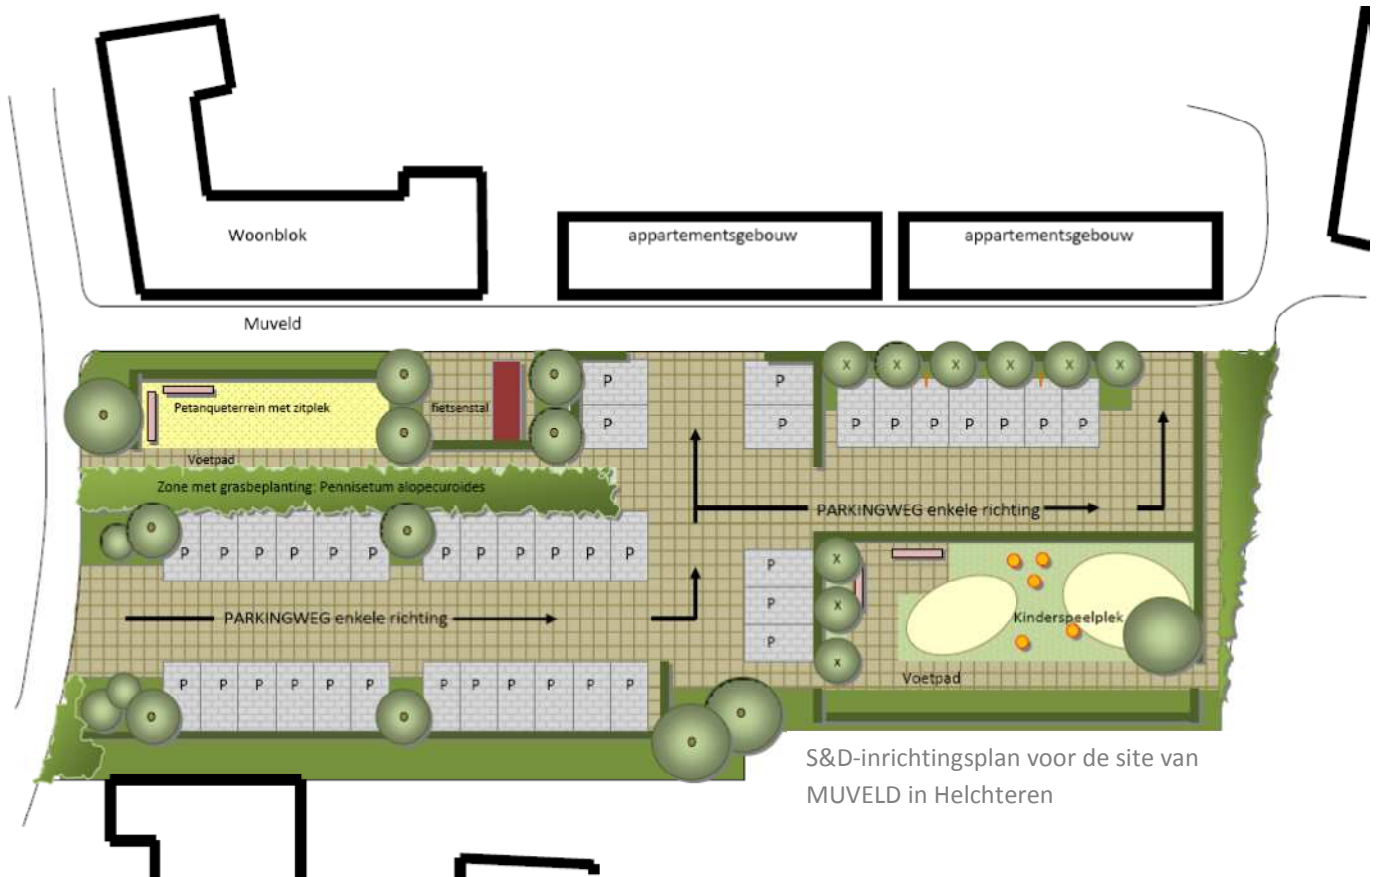 Woonblok
appartementsgebouw
appartementsgebouw
Muveld
P
P
P
P
Petanqueterrein met zitplek
fietsenstal
X X X X X X
P P P P P P P
Voetpad
Zone met grasbeplanting: Pennisetum alopecuroides
PARKINGWEG enkele richting
P P P P P P
P P P P P P
P
P
P
X
X
X
PARKINGWEG enkele richting
Kinderspeelplek
Voetpad
P P P P P P
P P P P P P
S&D-inrichtingsplan voor de site van
MUVELD in Helchteren